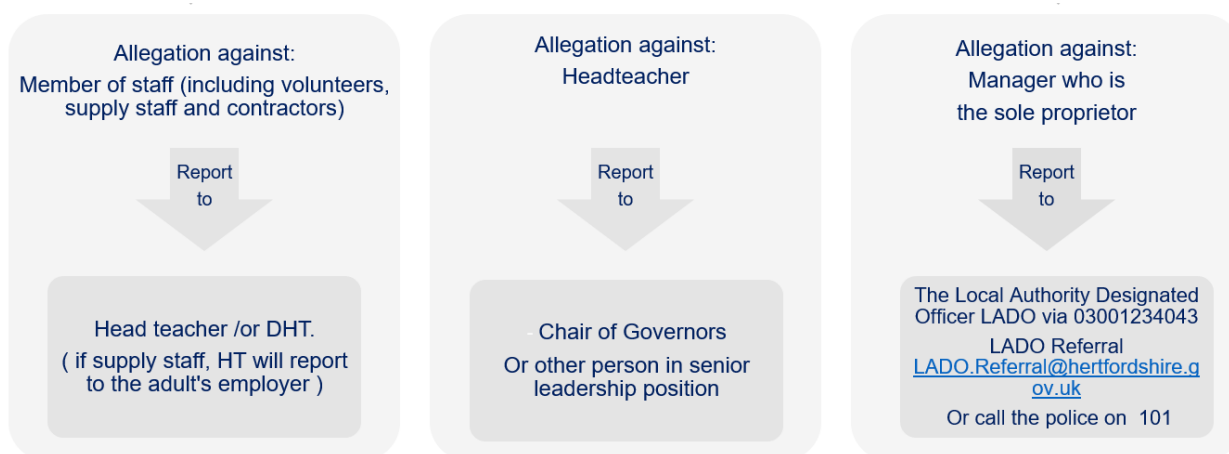 Allegation against:
Member of staff (including volunteers,
supply staff and contractors)
Report
to
Head teacher /or DHT.
( if supply staff, HT will report
to the adult's employer )
Allegation against:
Headteacher
Report
to
- Chair of Governors
Or other person in senior
leadership position
Allegation against:
Manager who is
the sole proprietor
Report
to
The Local Authority Designated
Officer LADO via 03001234043
LADO Referral
LADO.Referral@hertfordshire.g
ov.uk
Or call the police on 101